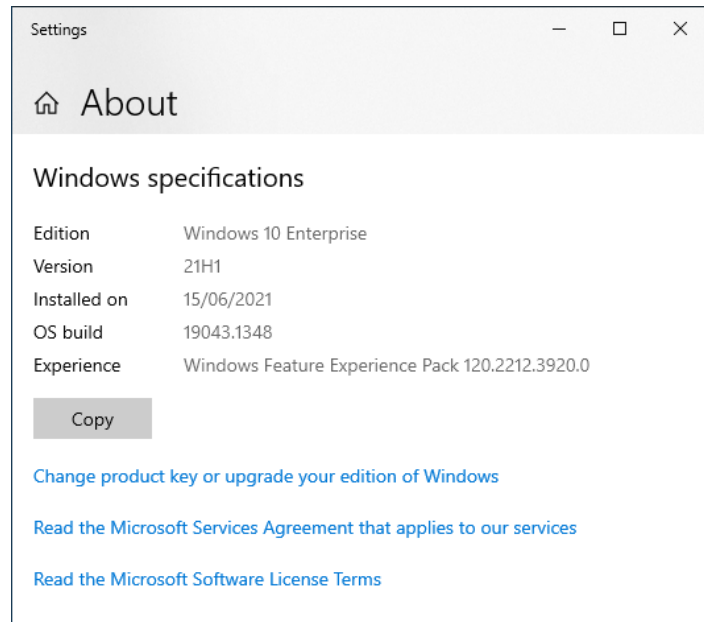 Settings
About
Windows specifications
Edition Windows 10 Enterprise
Version 21H1
Installed on 15/06/2021
OS build 19043.1348
Experience Windows Feature Experience Pack 120.2212.3920.0
Copy
Change product key or upgrade your edition of Windows
Read the Microsoft Services Agreement that applies to our services
Read the Microsoft Software License Terms